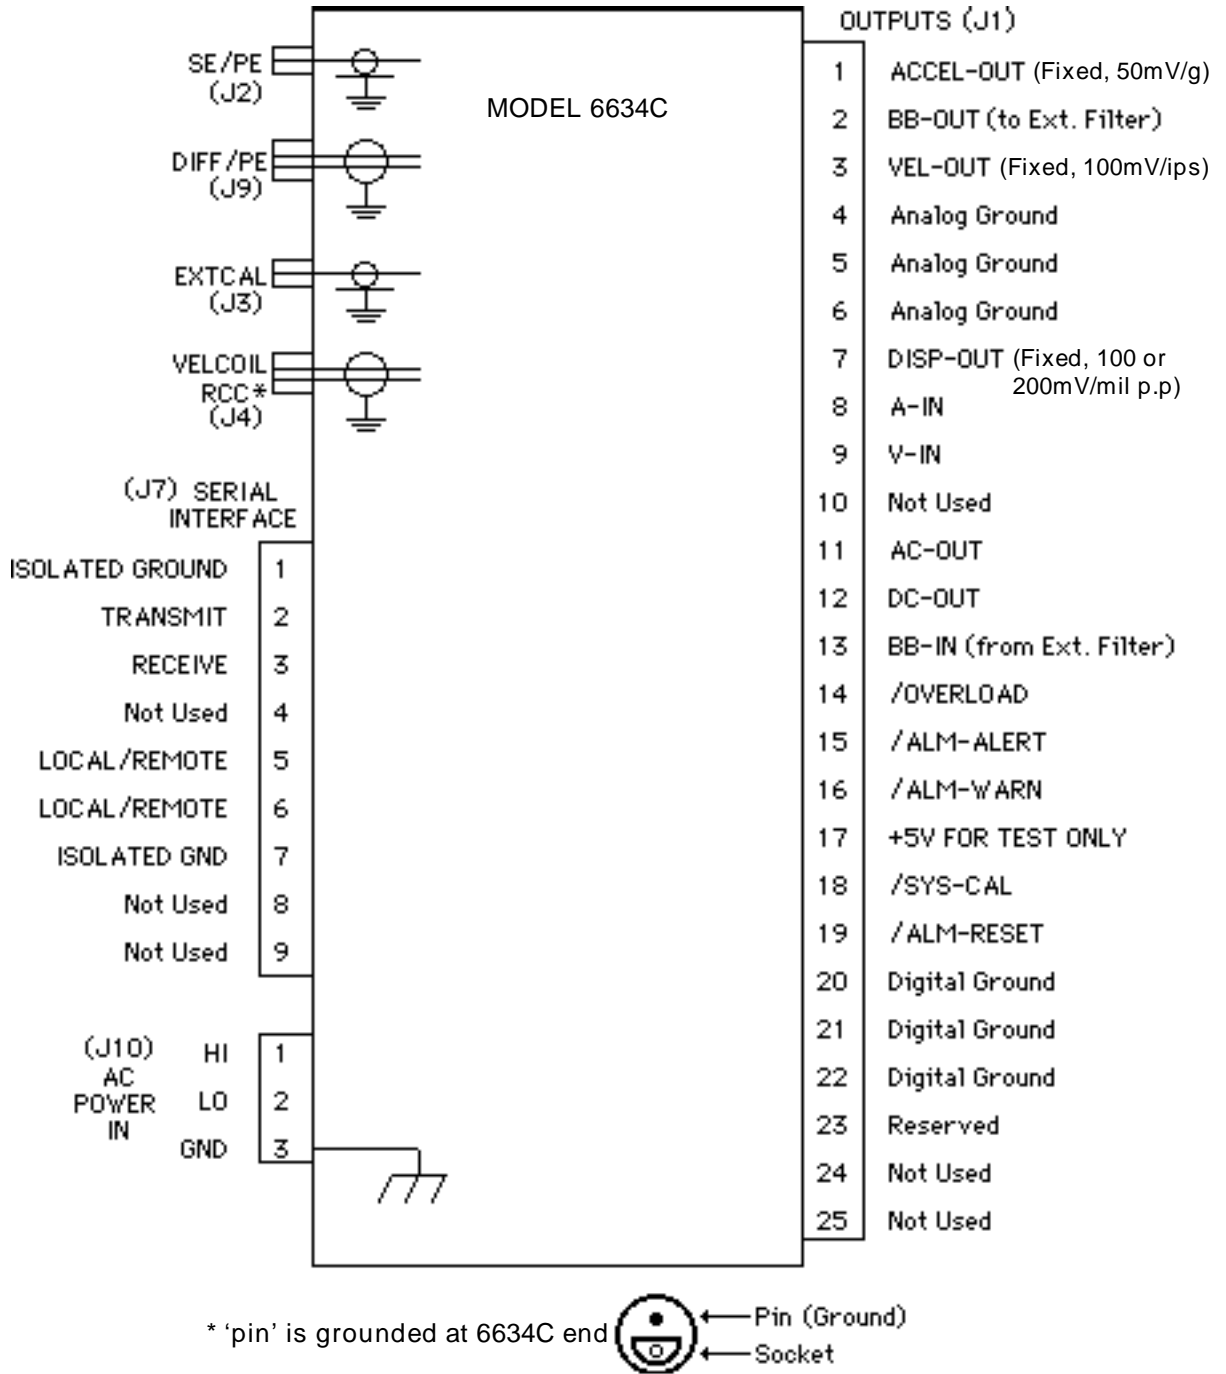 OUTPUTS (J1)
MODEL 6634C
SE/PE
(J2)
DIFF/PE
(J9)
EXTCAL
(J3)
VELCOIL
RCC*
(J4)
(J7) SERIAL
INTERFACE
ISOLATED GROUND 1
TRANSMIT 2
RECEIVE 3
Not Used 4
LOCAL/REMOTE 5
LOCAL/REMOTE 6
ISOLATED GND 7
Not Used 8
Not Used 9
(J10)
AC
POWER
IN
HI 1
LO 2
GND 3
1 ACCEL-OUT (Fixed, 50mV/g)
2 BB-OUT (to Ext. Filter)
3 VEL-OUT (Fixed, 100mV/ips)
4 Analog Ground
5 Analog Ground
6 Analog Ground
7 DISP-OUT (Fixed, 100 or
200mV/mil p.p)
8 A-IN
9 V-IN
10 Not Used
11 AC-OUT
12 DC-OUT
13 BB-IN (from Ext. Filter)
14 /OVERLOAD
15 /ALM-ALERT
16 /ALM-WARN
17 +5V FOR TEST ONLY
18 /SYS-CAL
19 /ALM-RESET
20 Digital Ground
21 Digital Ground
22 Digital Ground
23 Reserved
24 Not Used
25 Not Used
* ‘pin’ is grounded at 6634C end
Pin (Ground)
Socket